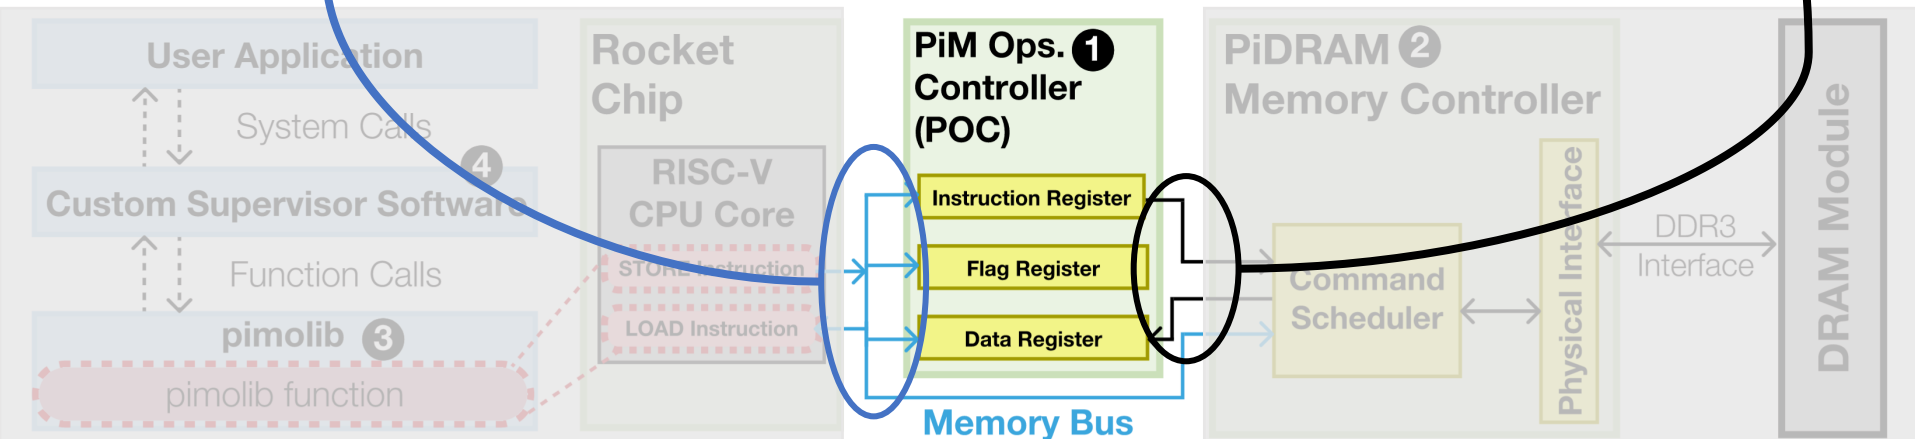 User Application
System Calls
4
Custom Supervisor Software
Function Calls
pimolib 3
pimolib function
Rocket
Chip
RISC-V
CPU Core
STORE Instruction
LOAD Instruction
PiM Ops. 1
Controller
(POC)
Instruction Register
Flag Register
Data Register
Memory Bus
PiDRAM 2
Memory Controller
Command
Scheduler
Physical Interface
DDR3
Interface
DRAM Module